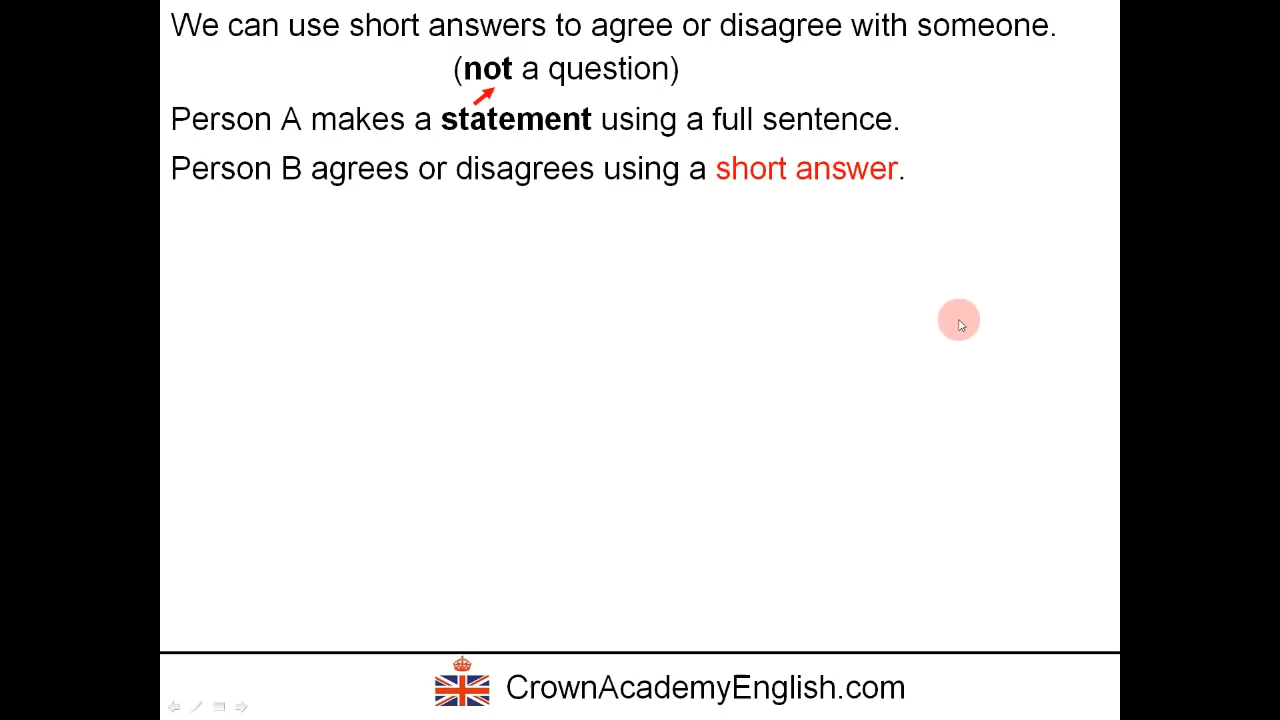 We can use short answers to agree or disagree with someone.
(not a question)
Person A makes a statement using a full sentence.
Person B agrees or disagrees using a short answer.
CrownAcademyEnglish.com